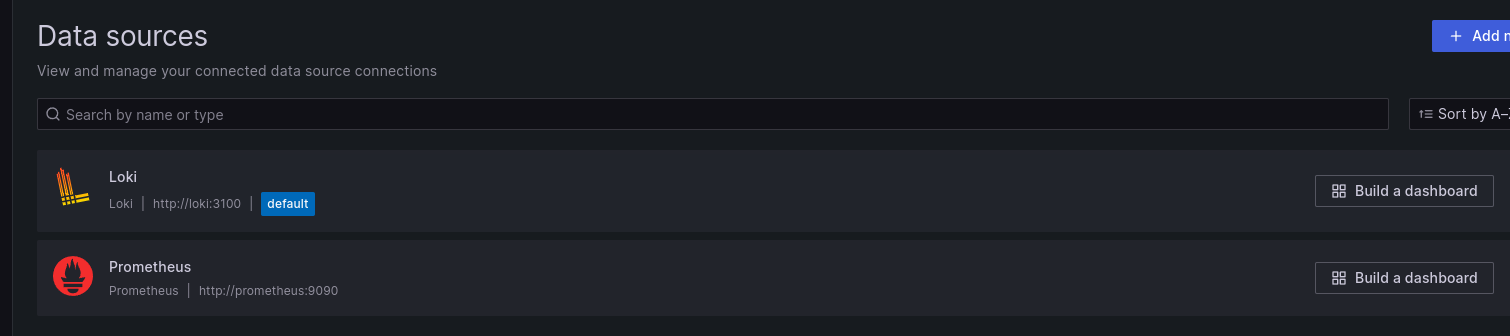 Data sources
Add
View and manage your connected data source connections
Search by name or type
Sort by A–
Loki
Loki | http://loki:3100 | default
Build a dashboard
Prometheus
Prometheus | http://prometheus:9090
Build a dashboard